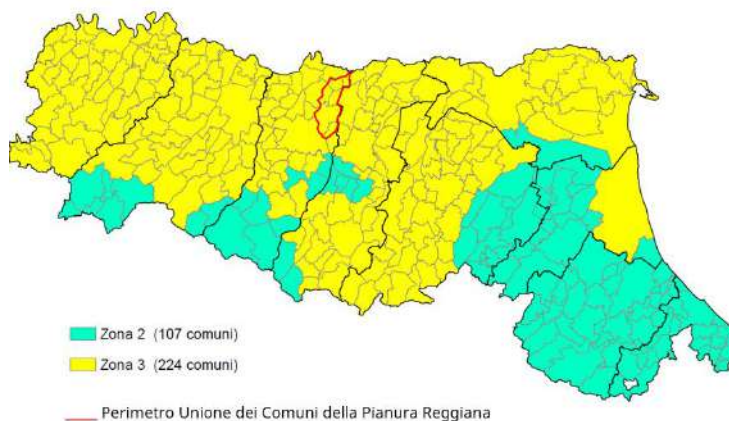 Zona 2 (107 comuni)
Zona 3 (224 comuni)
Perimetro Unione dei Comuni della Pianura Reggiana